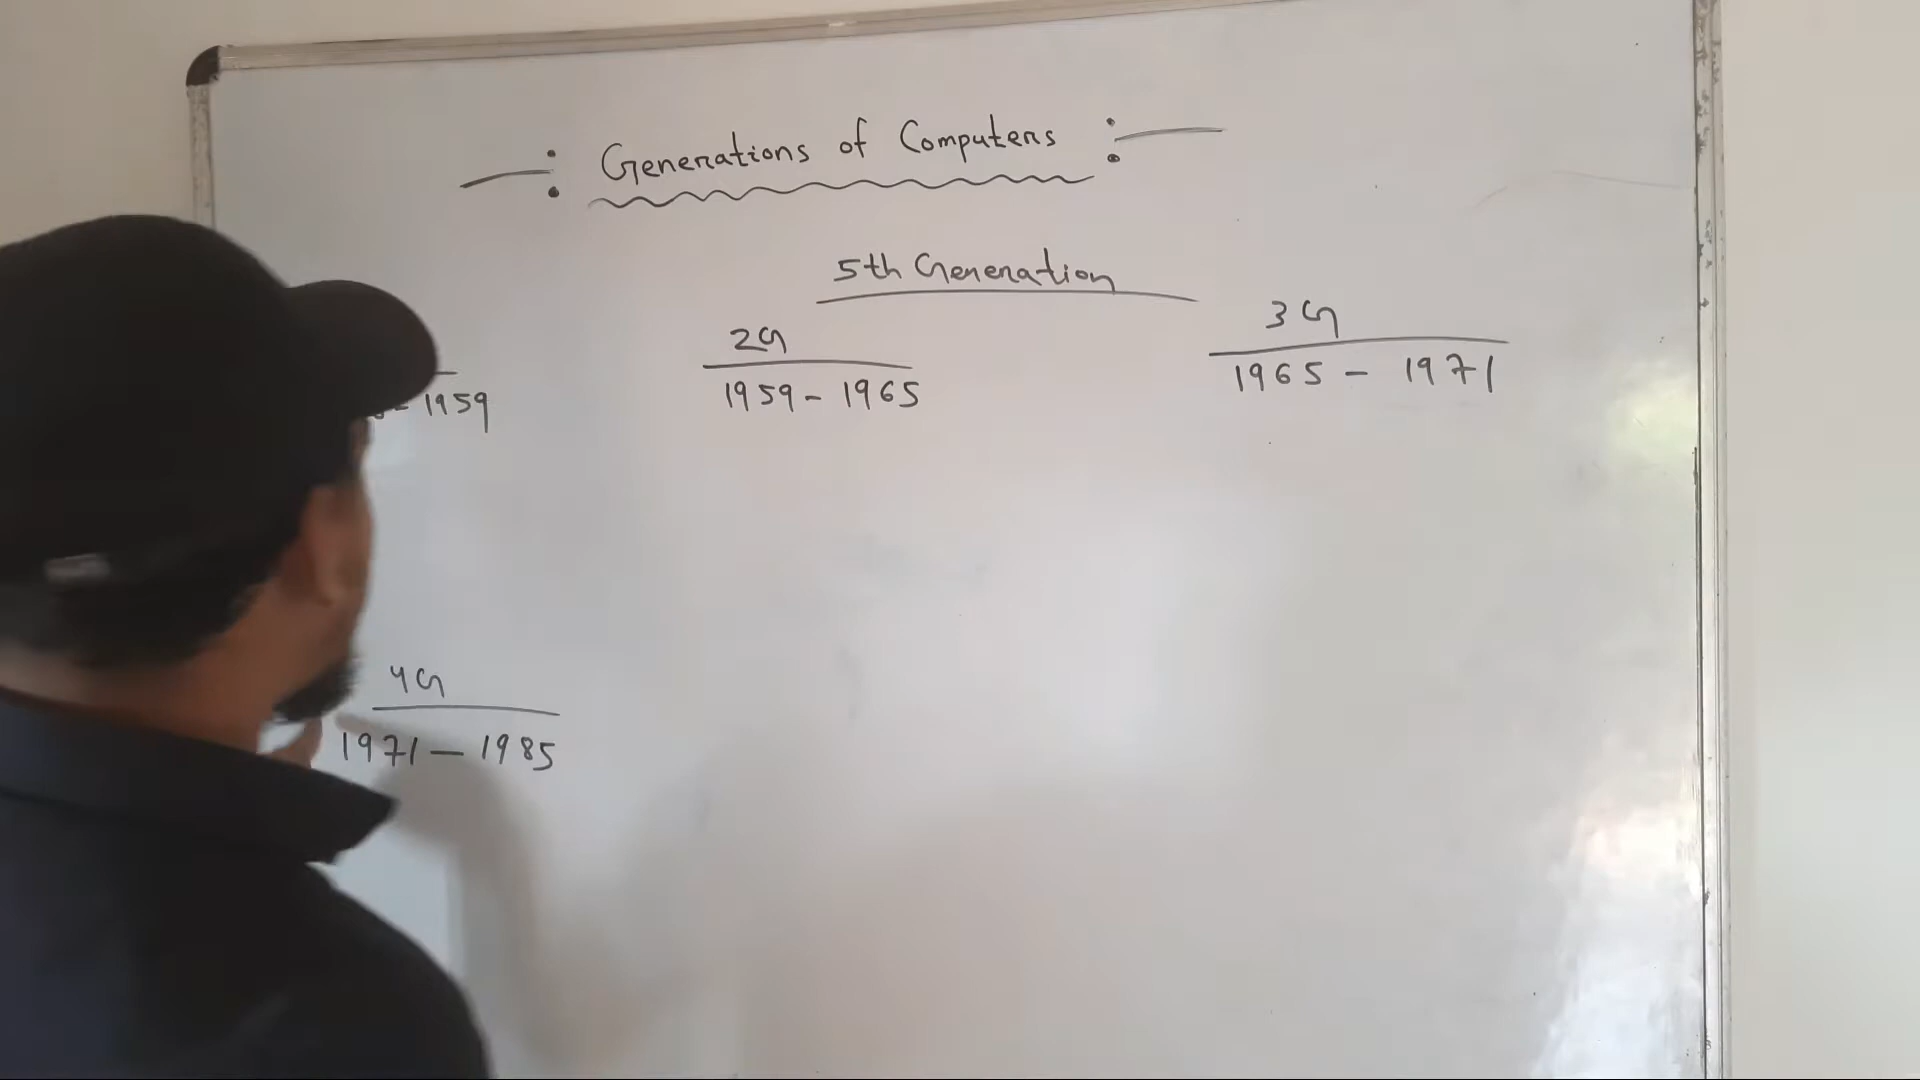 —: Generations of Computers :—
5th Generation
- 1959
2G
1959 - 1965
3G
1965 - 1971
4G
1971 - 1985